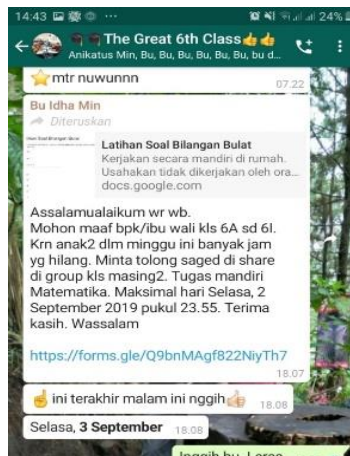 14:43 24%
The Great 6th Class
Anikatus Min, Bu, Bu, Bu, Bu, Bu, Bu, bu d...
mtr nuwunnn
07.22
Bu Idha Min
Diteruskan
Latihan Soal Bilangan Bulat
Kerjakan secara mandiri di rumah.
Usahakan tidak dikerjakan oleh ora...
docs.google.com
Assalamualaikum wr wb.
Mohon maaf bpk/ibu wali kls 6A sd 6I.
Krn anak2 dlm minggu ini banyak jam
yg hilang. Minta tolong saged di share
di group kls masing2. Tugas mandiri
Matematika. Maksimal hari Selasa, 2
September 2019 pukul 23.55. Terima
kasih. Wassalam
https://forms.gle/Q9bnMAgf822NiyTh7
18.07
ini terakhir malam ini nggih
18.08
Selasa, 3 September 18.08